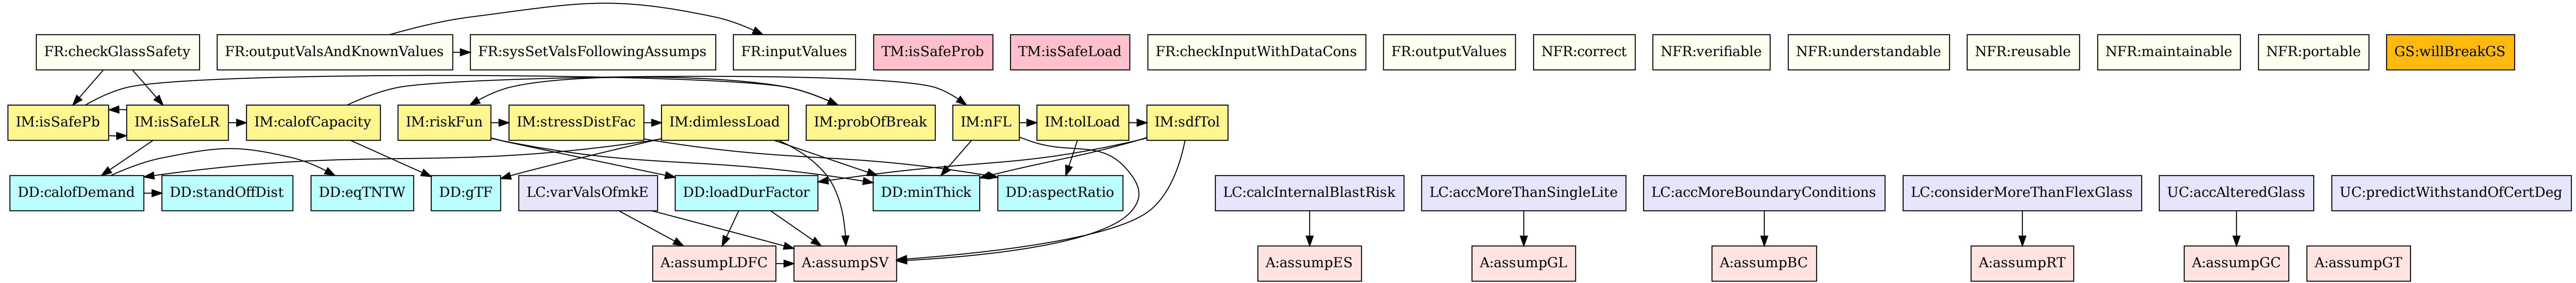 FR:checkGlassSafety
FR:outputValsAndKnownValues
FR:sysSetValsFollowingAssumps
FR:inputValues
TM:isSafeProb
TM:isSafeLoad
FR:checkInputWithDataCons
FR:outputValues
NFR:correct
NFR:verifiable
NFR:understandable
NFR:reusable
NFR:maintainable
NFR:portable
GS:willBreakGS
IM:isSafePb
IM:isSafeLR
IM:calofCapacity
IM:riskFun
IM:stressDistFac
IM:dimlessLoad
IM:probOfBreak
IM:nFL
IM:tolLoad
IM:sdfTol
DD:calofDemand
DD:standOffDist
DD:eqTNTW
DD:gTF
LC:varValsOfmkE
DD:loadDurFactor
DD:minThick
DD:aspectRatio
LC:calcInternalBlastRisk
LC:accMoreThanSingleLite
LC:accMoreBoundaryConditions
LC:considerMoreThanFlexGlass
UC:accAlteredGlass
UC:predictWithstandOfCertDeg
A:assumpLDFC
A:assumpSV
A:assumpES
A:assumpGL
A:assumpBC
A:assumpRT
A:assumpGC
A:assumpGT